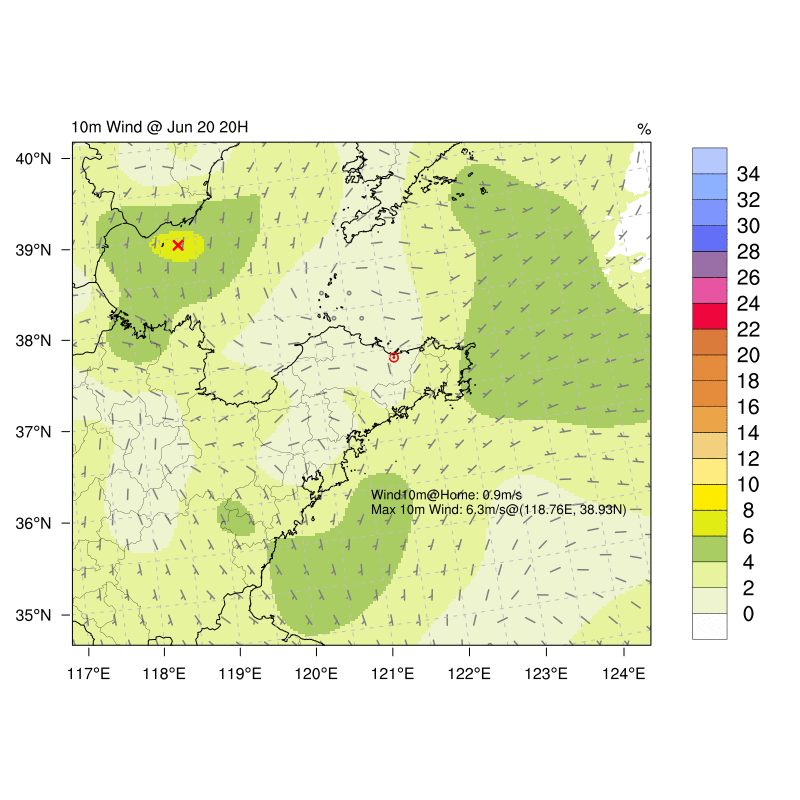 10m Wind @ Jun 20 20H
%
40°N
39°N
38°N
37°N
36°N
35°N
117°E
118°E
119°E
120°E
121°E
122°E
123°E
124°E
Wind10m@Home: 0.9m/s
Max 10m Wind: 6.3m/s@(118.76E, 38.93N)
34
32
30
28
26
24
22
20
18
16
14
12
10
8
6
4
2
0